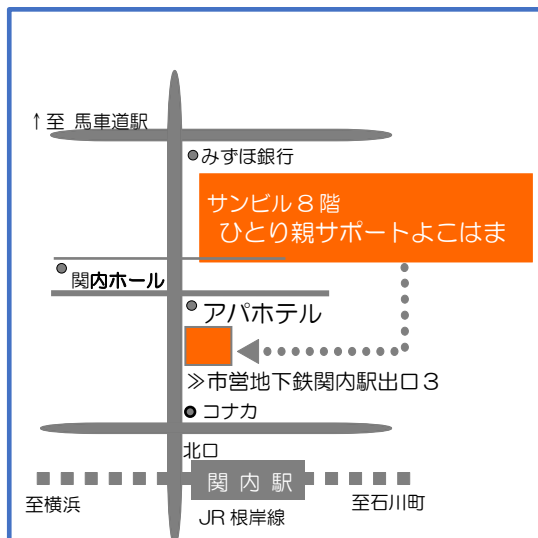 ↑至 馬車道駅
みずほ銀行
サンビル8階
ひとり親サポートよこはま
関内ホール
アパホテル
≫市営地下鉄関内駅出口3
コナカ
北口
関内駅
至横浜
JR根岸線
至石川町